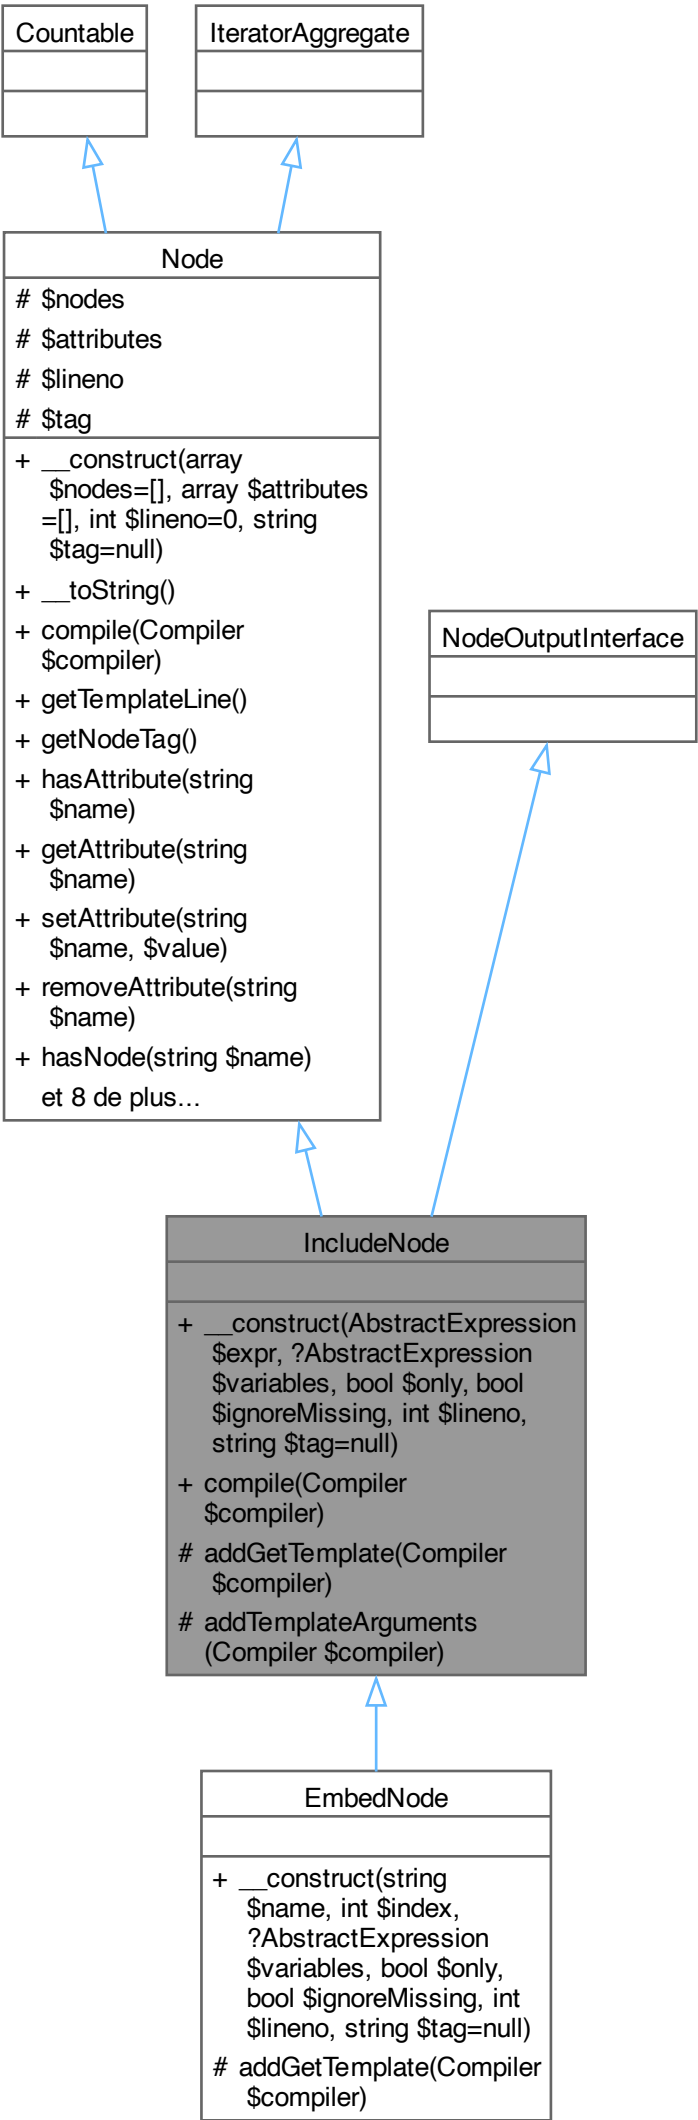 Countable
IteratorAggregate
Node
# $nodes
# $attributes
# $lineno
# $tag
+ __construct(array
$nodes=[], array $attributes
=[], int $lineno=0, string
$tag=null)
+ __toString()
+ compile(Compiler
$compiler)
+ getTemplateLine()
+ getNodeTag()
+ hasAttribute(string
$name)
+ getAttribute(string
$name)
+ setAttribute(string
$name, $value)
+ removeAttribute(string
$name)
+ hasNode(string $name)
et 8 de plus...
NodeOutputInterface
IncludeNode
+ __construct(AbstractExpression
$expr, ?AbstractExpression
$variables, bool $only, bool
$ignoreMissing, int $lineno,
string $tag=null)
+ compile(Compiler
$compiler)
# addGetTemplate(Compiler
$compiler)
# addTemplateArguments
(Compiler $compiler)
EmbedNode
+ __construct(string
$name, int $index,
?AbstractExpression
$variables, bool $only,
bool $ignoreMissing, int
$lineno, string $tag=null)
# addGetTemplate(Compiler
$compiler)